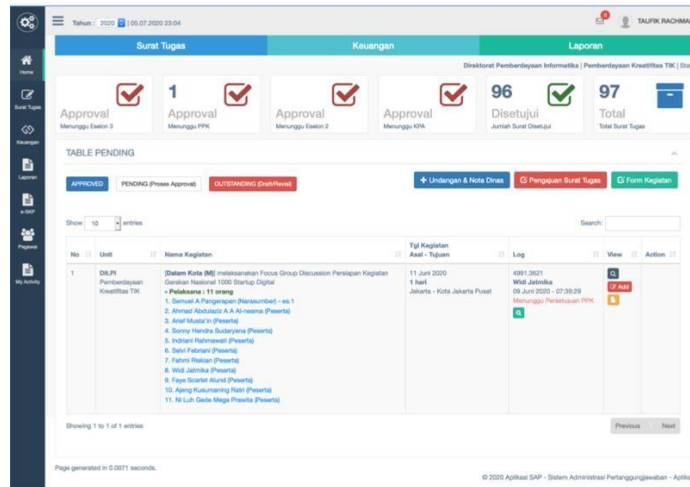 Tahun : 2020 | 05.07.2020 23:04
TAUFIK RACHMA
Home
Surat Tugas
Keuangan
Laporan
e-SKP
Pegawai
My Activity
Surat Tugas
Keuangan
Laporan
Direktorat Pemberdayaan Informatika | Pemberdayaan Kreatifitas TIK |
Approval
Menunggu Eselon 3
1
Approval
Menunggu PPK
Approval
Menunggu Eselon 2
Approval
Menunggu KPA
96
Disetujui
Jumlah Surat Disetujui
97
Total
Total Surat Tugas
TABLE PENDING
APPROVED
PENDING (Proses Approval)
OUTSTANDING (Draft/Revisi)
+ Undangan & Nota Dinas
Pengajuan Surat Tugas
Form Kegiatan
Show 10 entries
Search:
No
Unit
Nama Kegiatan
Tgl Kegiatan
Asal - Tujuan
Log
View
Action
1
Dit.PI
Pemberdayaan
Kreatifitas TIK
[Dalam Kota (M)] melaksanakan Focus Group Discussion Persiapan Kegiatan
Gerakan Nasional 1000 Startup Digital
» Pelaksana : 11 orang
1. Samuel A Pangerapan (Narasumber) - es.1
2. Ahmad Abdulaziz A A Al-neama (Peserta)
3. Arief Musta'in (Peserta)
4. Sonny Hendra Sudaryana (Peserta)
5. Indriani Rahmawati (Peserta)
6. Selvi Febriani (Peserta)
7. Fahmi Riskian (Peserta)
8. Widi Jatmika (Peserta)
9. Faye Scarlet Alund (Peserta)
10. Ajeng Kusumaning Ratri (Peserta)
11. Ni Luh Gede Mega Prawita (Peserta)
11 Juni 2020
1 hari
Jakarta - Kota Jakarta Pusat
4991,3821
Widi Jatmika
09 Juni 2020 - 07:39:29
Menunggu Persetujuan PPK
Add
Showing 1 to 1 of 1 entries
Previous
1
Next
Page generated in 0.0071 seconds.
© 2020 Aplikasi SAP - Sistem Administrasi Pertanggungjawaban -